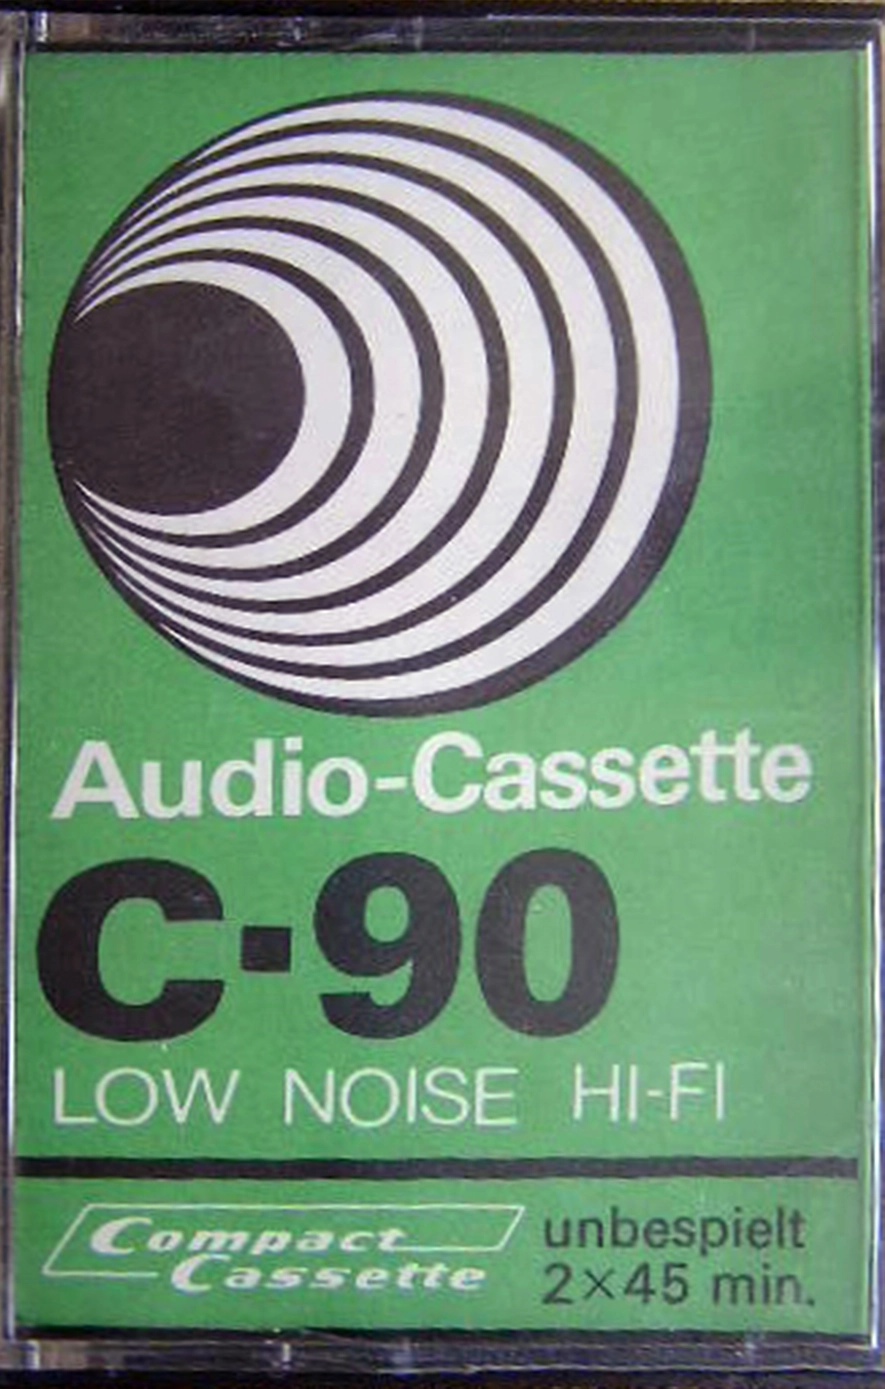 Audio-Cassette
C·90
LOW NOISE HI-FI
Compact
Cassette
unbespielt
2×45 min.